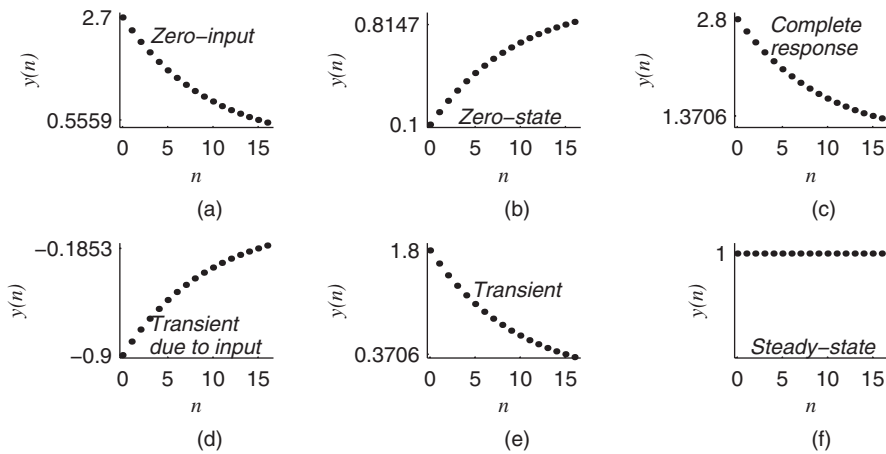 2.7
Zero−input
y(n)
0.5559
0 5 10 15
n
(a)
0.8147
y(n)
Zero−state
0.1
0 5 10 15
n
(b)
2.8
Complete
response
y(n)
1.3706
0 5 10 15
n
(c)
−0.1853
y(n)
Transient
due to input
−0.9
0 5 10 15
n
(d)
1.8
Transient
y(n)
0.3706
0 5 10 15
n
(e)
1
y(n)
Steady−state
0 5 10 15
n
(f)